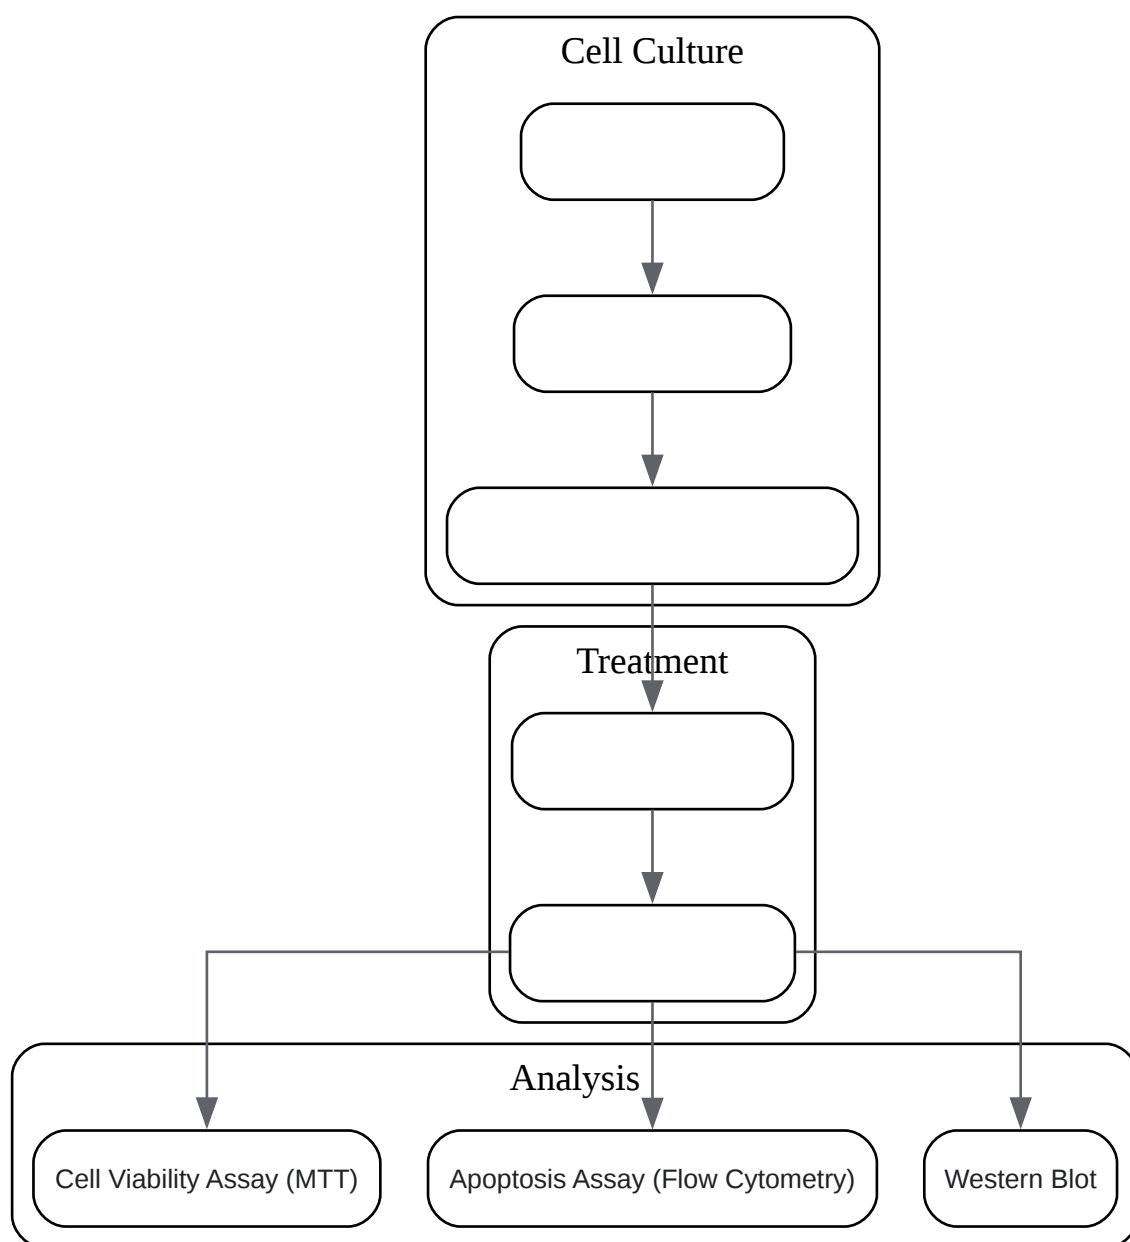 Cell Culture
Treatment
Analysis
Cell Viability Assay (MTT)
Apoptosis Assay (Flow Cytometry)
Western Blot